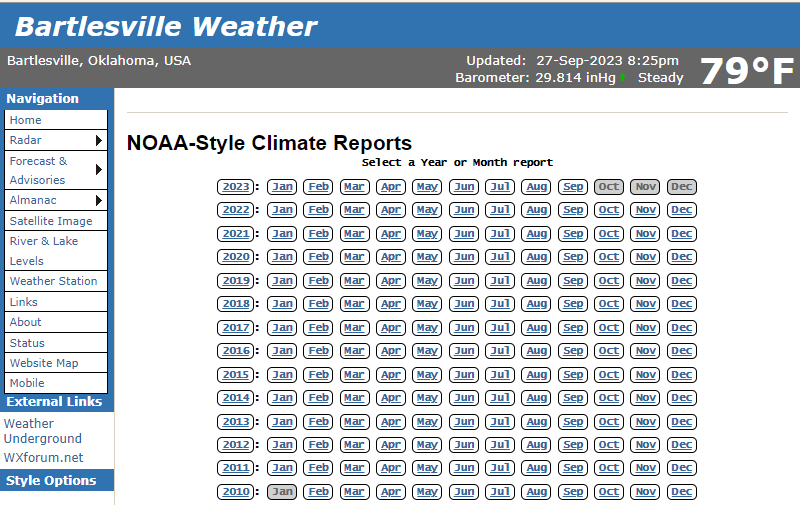 Bartlesville Weather
Bartlesville, Oklahoma, USA
Updated: 27-Sep-2023 8:25pm
Barometer: 29.814 inHg Steady
79°F
Navigation
Home
Radar
Forecast &
Advisories
Almanac
Satellite Image
River & Lake
Levels
Weather Station
Links
About
Status
Website Map
Mobile
External Links
Weather
Underground
WXforum.net
Style Options
NOAA-Style Climate Reports
Select a Year or Month report
2023: Jan Feb Mar Apr May Jun Jul Aug Sep Oct Nov Dec
2022: Jan Feb Mar Apr May Jun Jul Aug Sep Oct Nov Dec
2021: Jan Feb Mar Apr May Jun Jul Aug Sep Oct Nov Dec
2020: Jan Feb Mar Apr May Jun Jul Aug Sep Oct Nov Dec
2019: Jan Feb Mar Apr May Jun Jul Aug Sep Oct Nov Dec
2018: Jan Feb Mar Apr May Jun Jul Aug Sep Oct Nov Dec
2017: Jan Feb Mar Apr May Jun Jul Aug Sep Oct Nov Dec
2016: Jan Feb Mar Apr May Jun Jul Aug Sep Oct Nov Dec
2015: Jan Feb Mar Apr May Jun Jul Aug Sep Oct Nov Dec
2014: Jan Feb Mar Apr May Jun Jul Aug Sep Oct Nov Dec
2013: Jan Feb Mar Apr May Jun Jul Aug Sep Oct Nov Dec
2012: Jan Feb Mar Apr May Jun Jul Aug Sep Oct Nov Dec
2011: Jan Feb Mar Apr May Jun Jul Aug Sep Oct Nov Dec
2010: Jan Feb Mar Apr May Jun Jul Aug Sep Oct Nov Dec